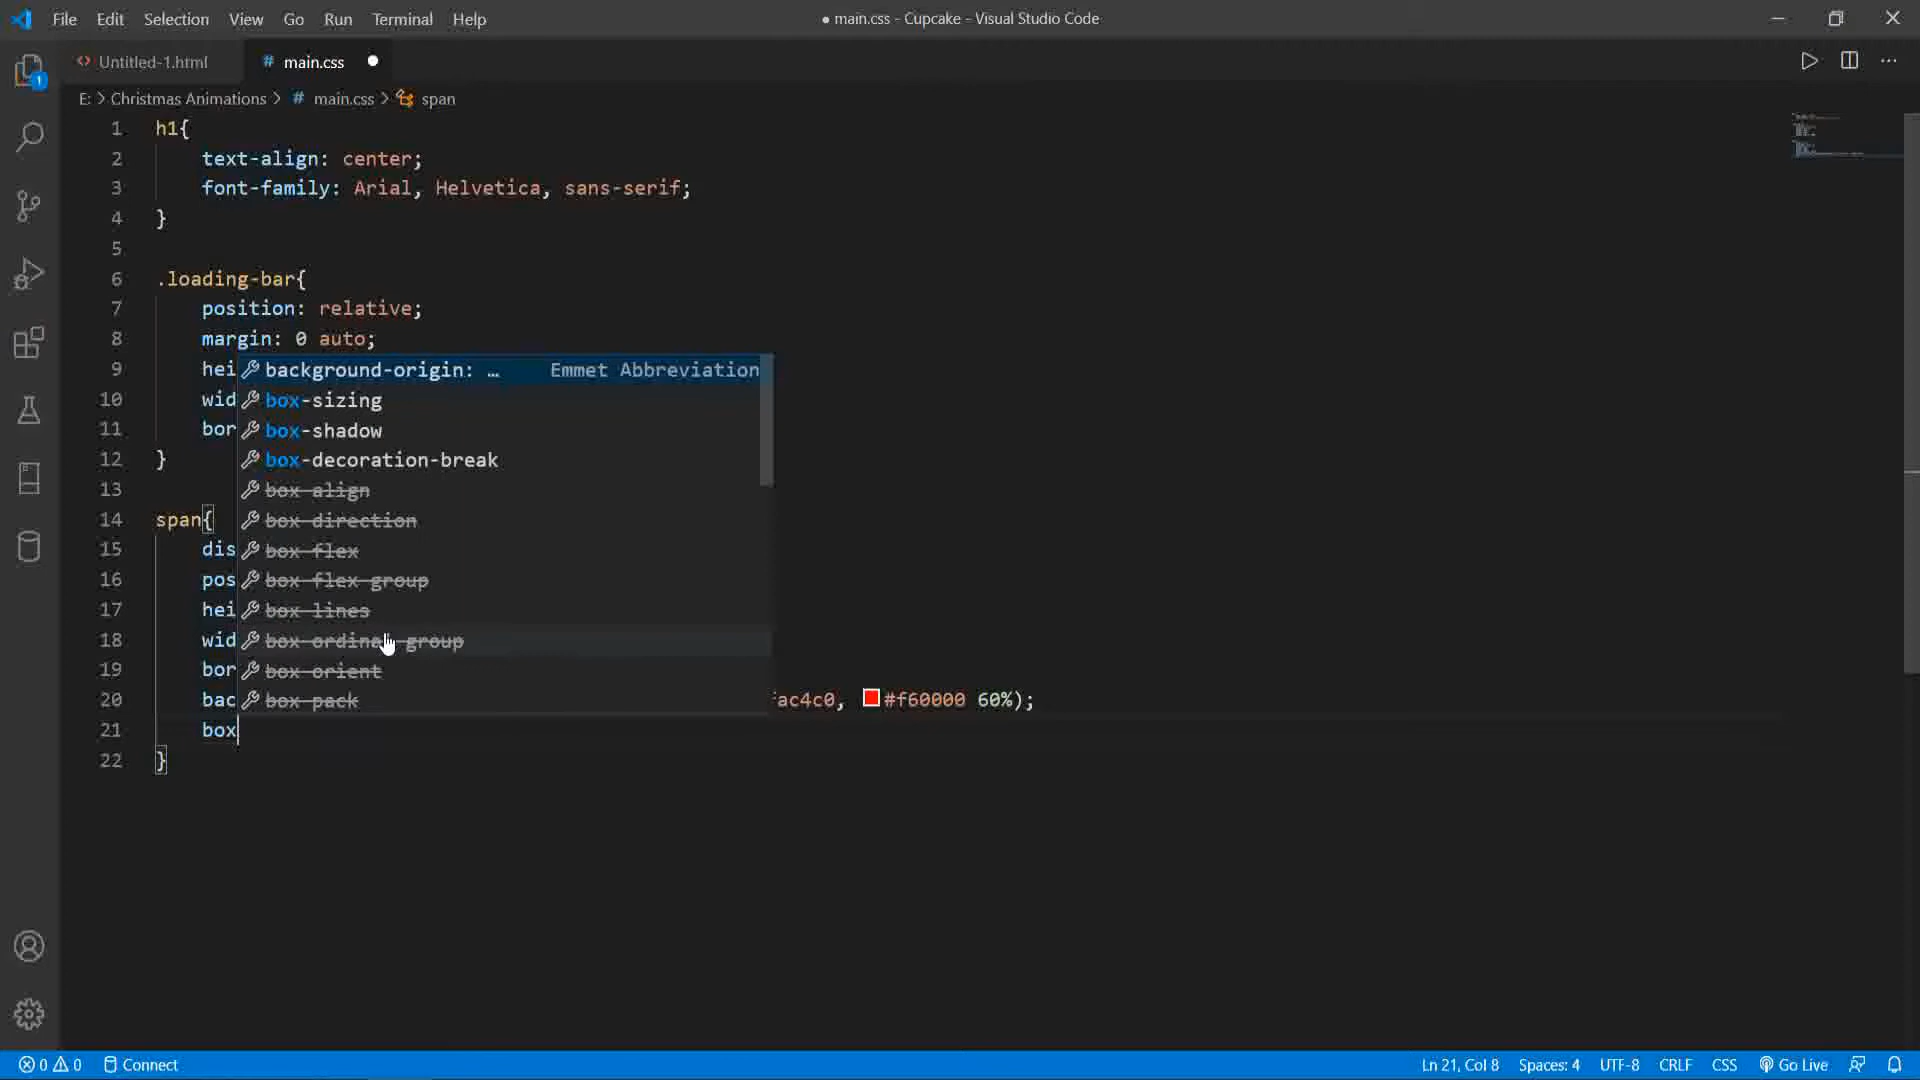 File Edit Selection View Go Run Terminal Help
● main.css - Cupcake - Visual Studio Code
Untitled-1.html
# main.css ●
E: > Christmas Animations > # main.css > span
1 h1{
2 text-align: center;
3 font-family: Arial, Helvetica, sans-serif;
4 }
5
6 .loading-bar{
7 position: relative;
8 margin: 0 auto;
9 hei
10 wid
11 bor
12 }
13
14 span{
15 dis
16 pos
17 hei
18 wid
19 bor
20 bac ac4c0, #f60000 60%);
21 box
22 }
background-origin: … Emmet Abbreviation
box-sizing
box-shadow
box-decoration-break
box-align
box-direction
box-flex
box-flex-group
box-lines
box-ordinal-group
box-orient
box-pack
1
0 0 Connect
Ln 21, Col 8 Spaces: 4 UTF-8 CRLF CSS Go Live